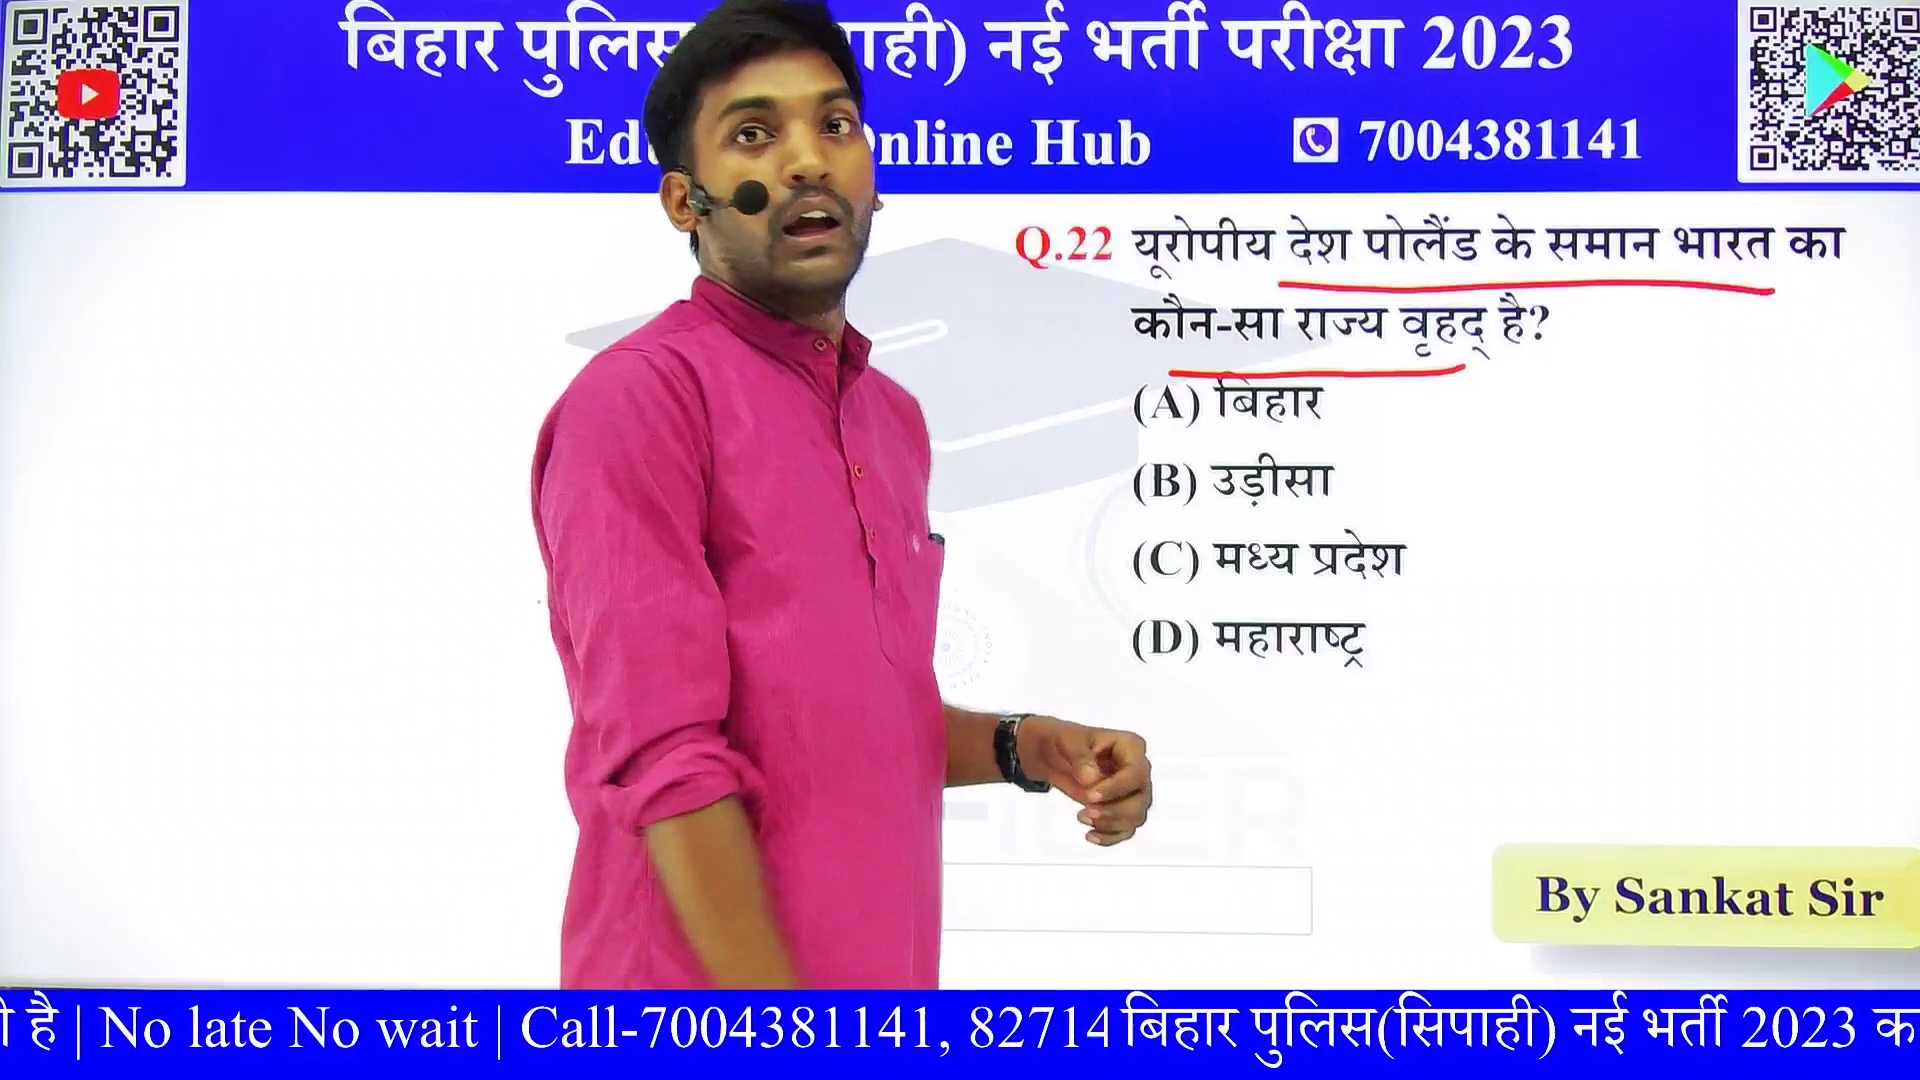 बिहार पुलिस ाही) नई भर्ती परीक्षा 2023
Edu nline Hub 7004381141
Q.22 यूरोपीय देश पोलैंड के समान भारत का
कौन-सा राज्य वृहद् है?
(A) बिहार
(B) उड़ीसा
(C) मध्य प्रदेश
(D) महाराष्ट्र
By Sankat Sir
है | No late No wait | Call-7004381141, 82714 बिहार पुलिस(सिपाही) नई भर्ती 2023 क